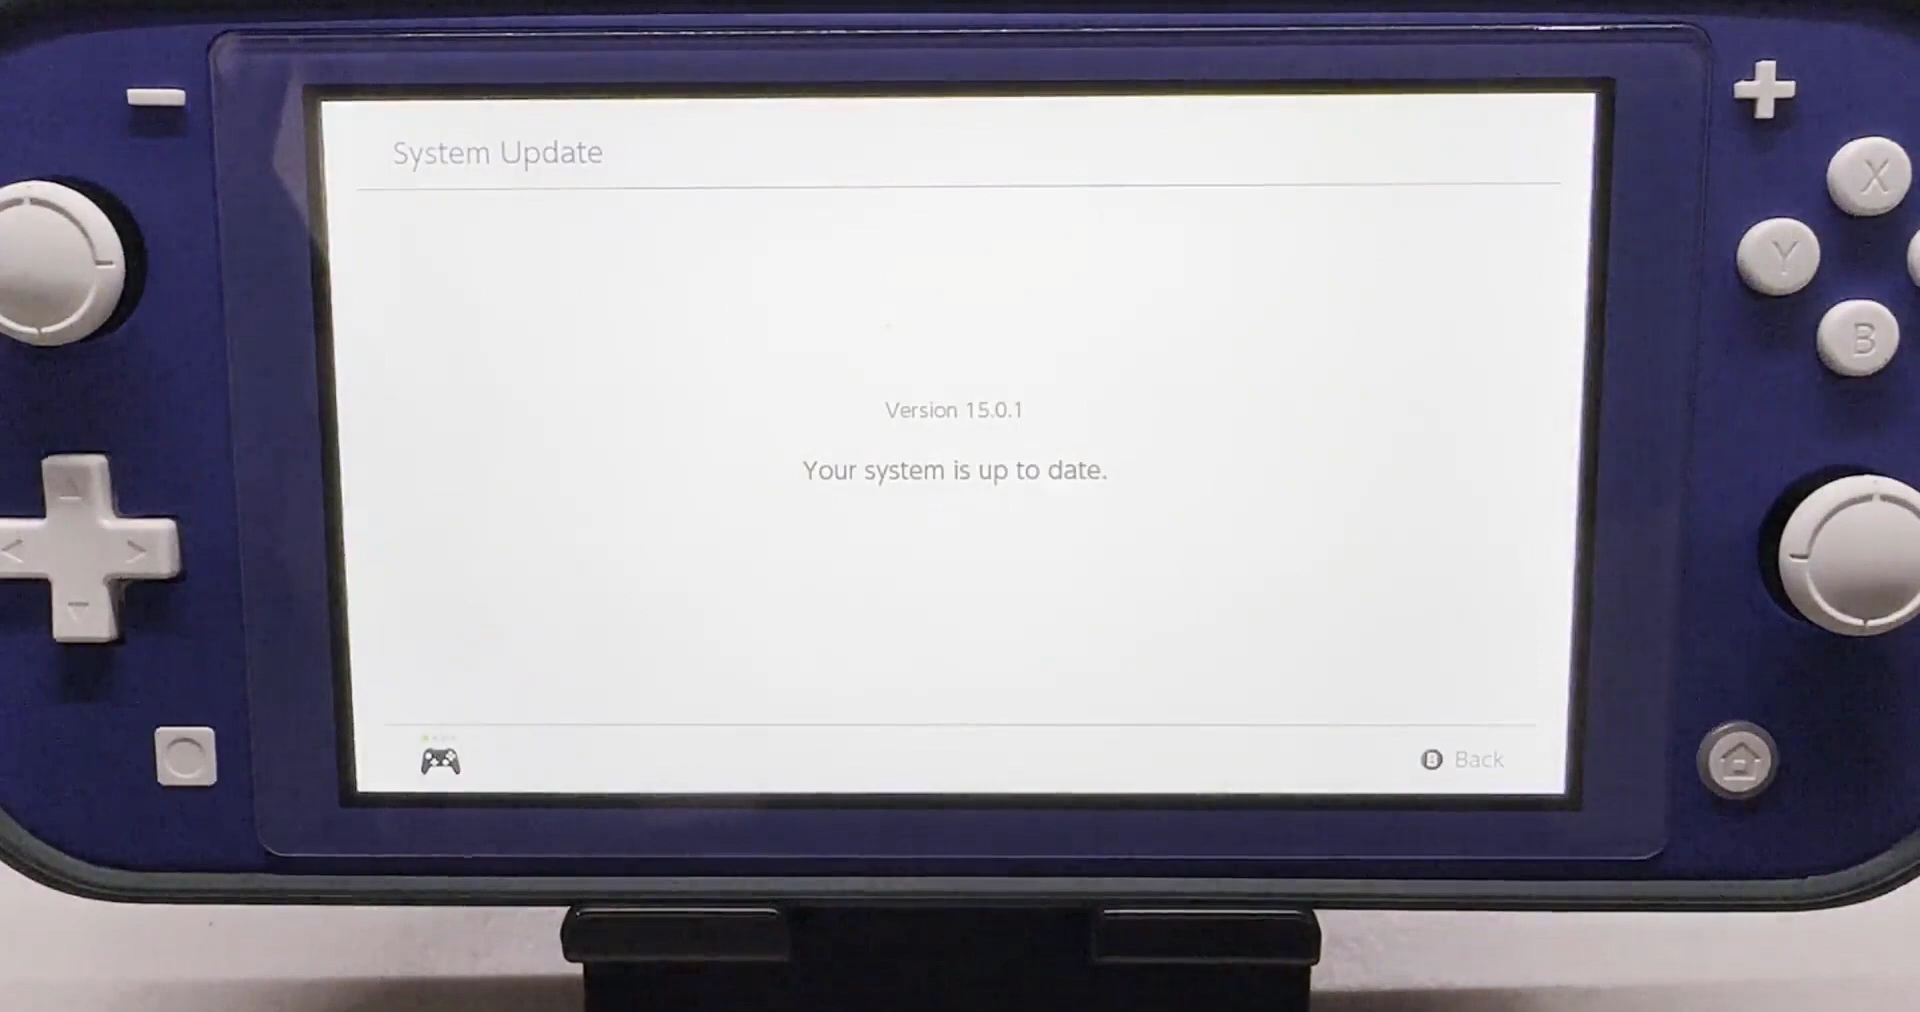 System Update
X
Y
B
Version 15.0.1
Your system is up to date.
B Back